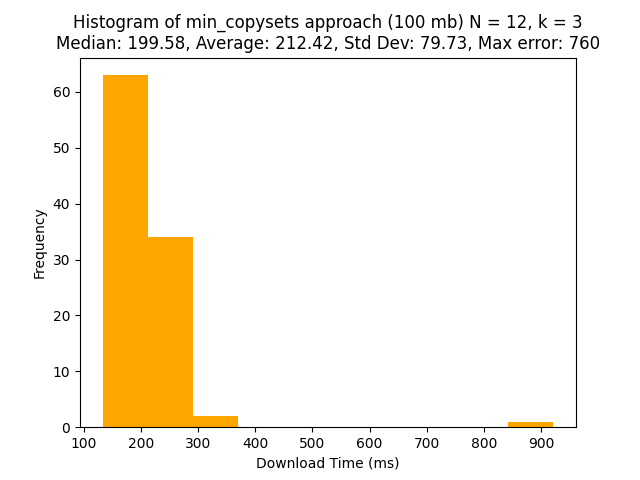 Histogram of min_copysets approach (100 mb) N = 12, k = 3
Median: 199.58, Average: 212.42, Std Dev: 79.73, Max error: 760
60
50
40
30
20
10
0
Frequency
100 200 300 400 500 600 700 800 900
Download Time (ms)